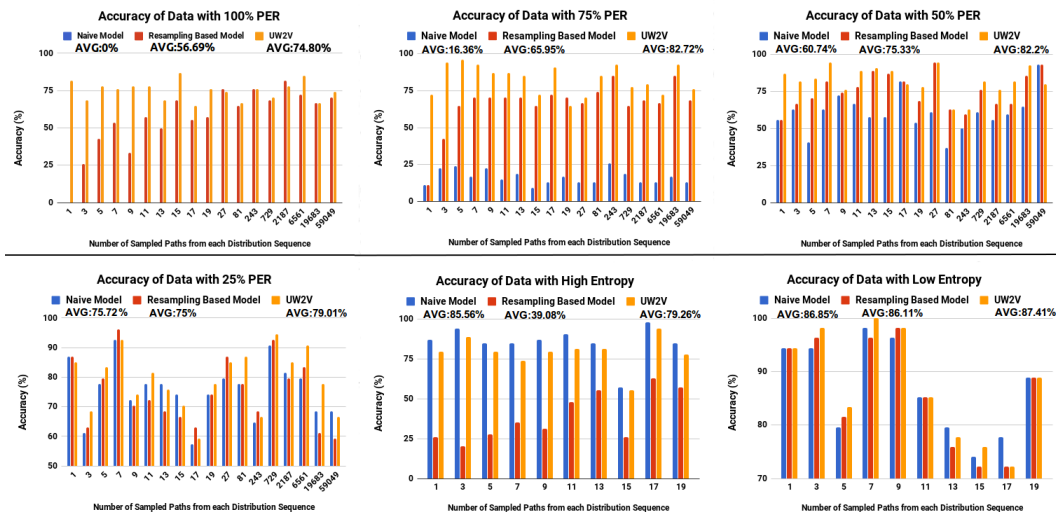 Accuracy of Data with 100% PER
Naive Model Resampling Based Model UW2V
AVG:0% AVG:56.69% AVG:74.80%
100
75
50
25
0
Accuracy (%)
1 3 5 7 9 11 13 15 17 19 27 81 243 729 2187 6561 19683 59049
Number of Sampled Paths from each Distribution Sequence
Accuracy of Data with 75% PER
Naive Model Resampling Based Model UW2V
AVG:16.36% AVG:65.95% AVG:82.72%
100
75
50
25
0
Accuracy (%)
1 3 5 7 9 11 13 15 17 19 27 81 243 729 2187 6561 19683 59049
Number of Sampled Paths from each Distribution Sequence
Accuracy of Data with 50% PER
Naive Model Resampling Based Model UW2V
AVG:60.74% AVG:75.33% AVG:82.2%
100
75
50
25
0
Accuracy (%)
1 3 5 7 9 11 13 15 17 19 27 81 243 729 2187 6561 19683 59049
Number of Sampled Paths from each Distribution Sequence
Accuracy of Data with 25% PER
Naive Model Resampling Based Model UW2V
AVG:75.72% AVG:75% AVG:79.01%
100
90
80
70
60
50
Accuracy (%)
1 3 5 7 9 11 13 15 17 19 27 81 243 729 2187 6561 19683 59049
Number of Sampled Paths from each Distribution Sequence
Accuracy of Data with High Entropy
Naive Model Resampling Based Model UW2V
AVG:85.56% AVG:39.08% AVG:79.26%
100
75
50
25
0
Accuracy (%)
1 3 5 7 9 11 13 15 17 19
Number of Sampled Paths from each Distribution Sequence
Accuracy of Data with Low Entropy
Naive Model Resampling Based Model UW2V
AVG:86.85% AVG:86.11% AVG:87.41%
100
90
80
70
Accuracy (%)
1 3 5 7 9 11 13 15 17 19
Number of Sampled Paths from each Distribution Sequence